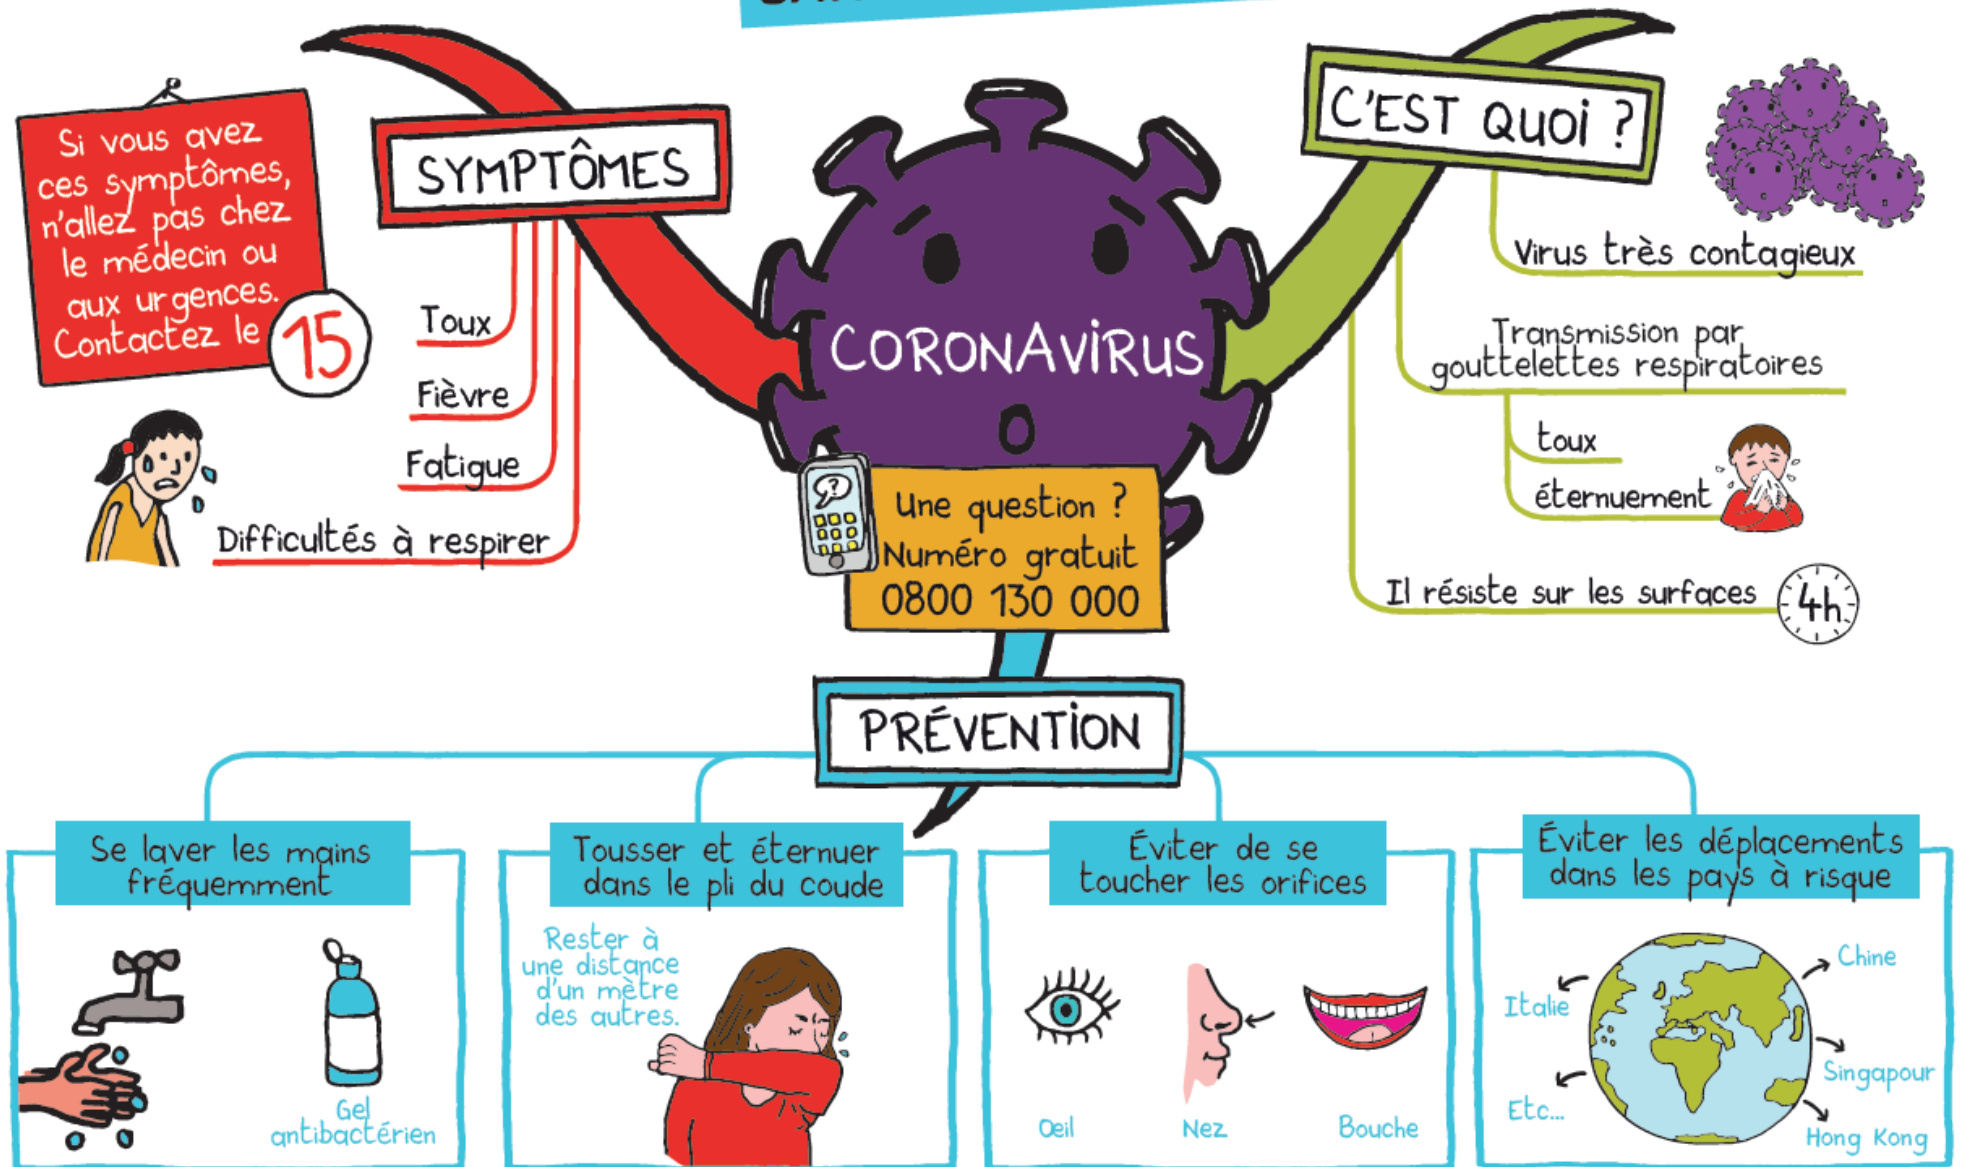 Si vous avez
ces symptômes,
n'allez pas chez
le médecin ou
aux urgences.
Contactez le
15
SYMPTÔMES
Toux
Fièvre
Fatigue
Difficultés à respirer
CORONAVIRUS
?
Une question ?
Numéro gratuit
0800 130 000
C'EST QUOI ?
Virus très contagieux
Transmission par
gouttelettes respiratoires
toux
éternuement
Il résiste sur les surfaces
4h
PRÉVENTION
Se laver les mains
fréquemment
Gel
antibactérien
Tousser et éternuer
dans le pli du coude
Rester à
une distance
d'un mètre
des autres.
Éviter de se
toucher les orifices
Œil
Nez
Bouche
Éviter les déplacements
dans les pays à risque
Chine
Italie
Singapour
Etc...
Hong Kong